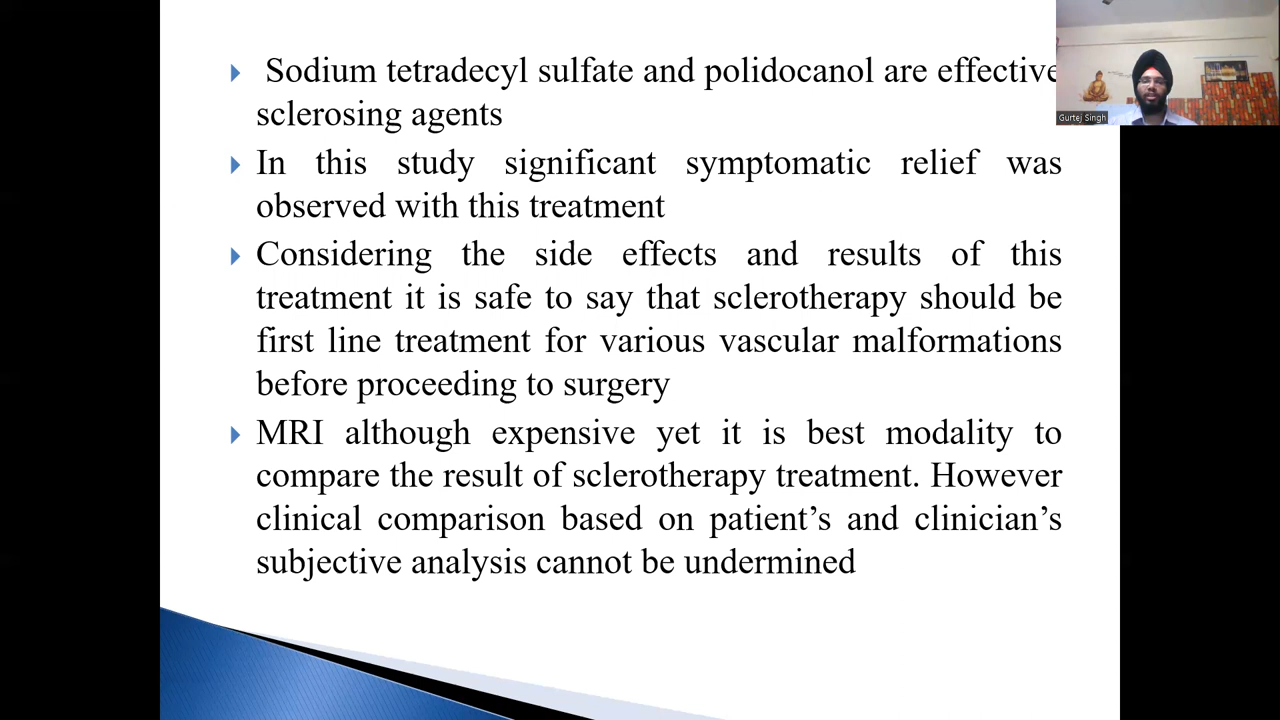 Sodium tetradecyl sulfate and polidocanol are effective
sclerosing agents
In this study significant symptomatic relief was
observed with this treatment
Considering the side effects and results of this
treatment it is safe to say that sclerotherapy should be
first line treatment for various vascular malformations
before proceeding to surgery
MRI although expensive yet it is best modality to
compare the result of sclerotherapy treatment. However
clinical comparison based on patient’s and clinician’s
subjective analysis cannot be undermined
Gurtej Singh